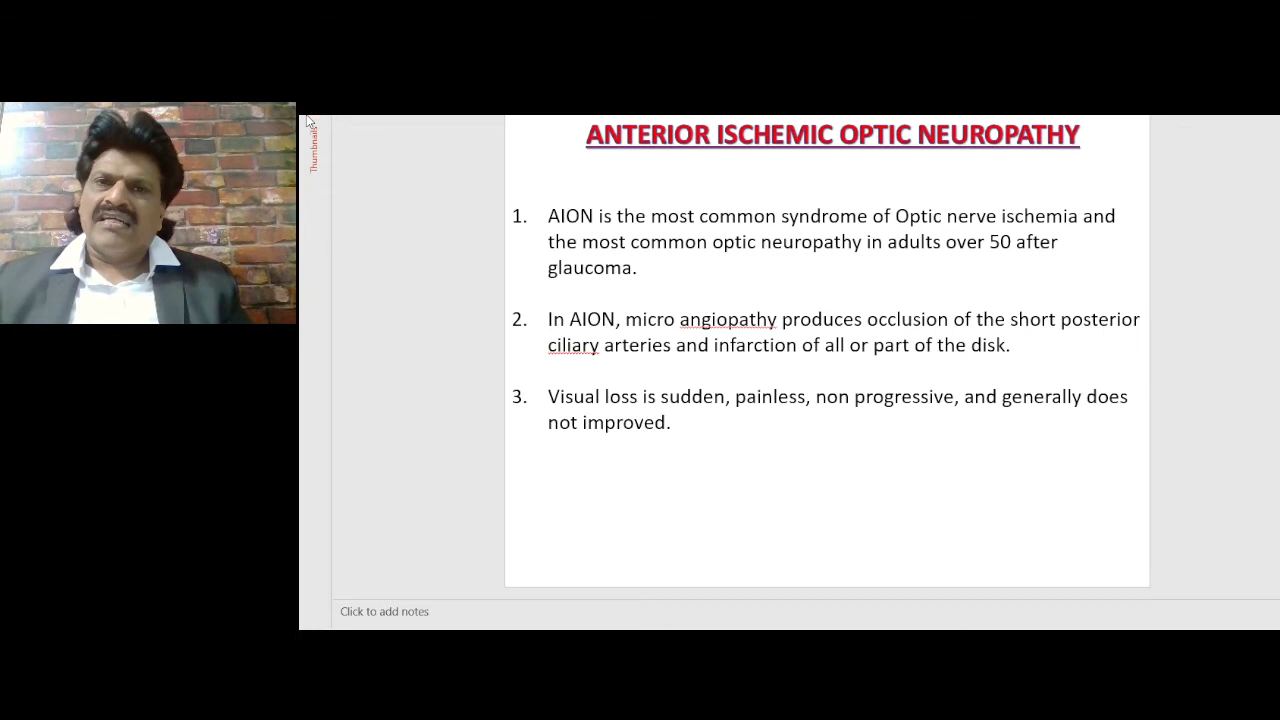 ANTERIOR ISCHEMIC OPTIC NEUROPATHY
Thumbnails
1. AION is the most common syndrome of Optic nerve ischemia and
the most common optic neuropathy in adults over 50 after
glaucoma.
2. In AION, micro angiopathy produces occlusion of the short posterior
ciliary arteries and infarction of all or part of the disk.
3. Visual loss is sudden, painless, non progressive, and generally does
not improved.
Click to add notes